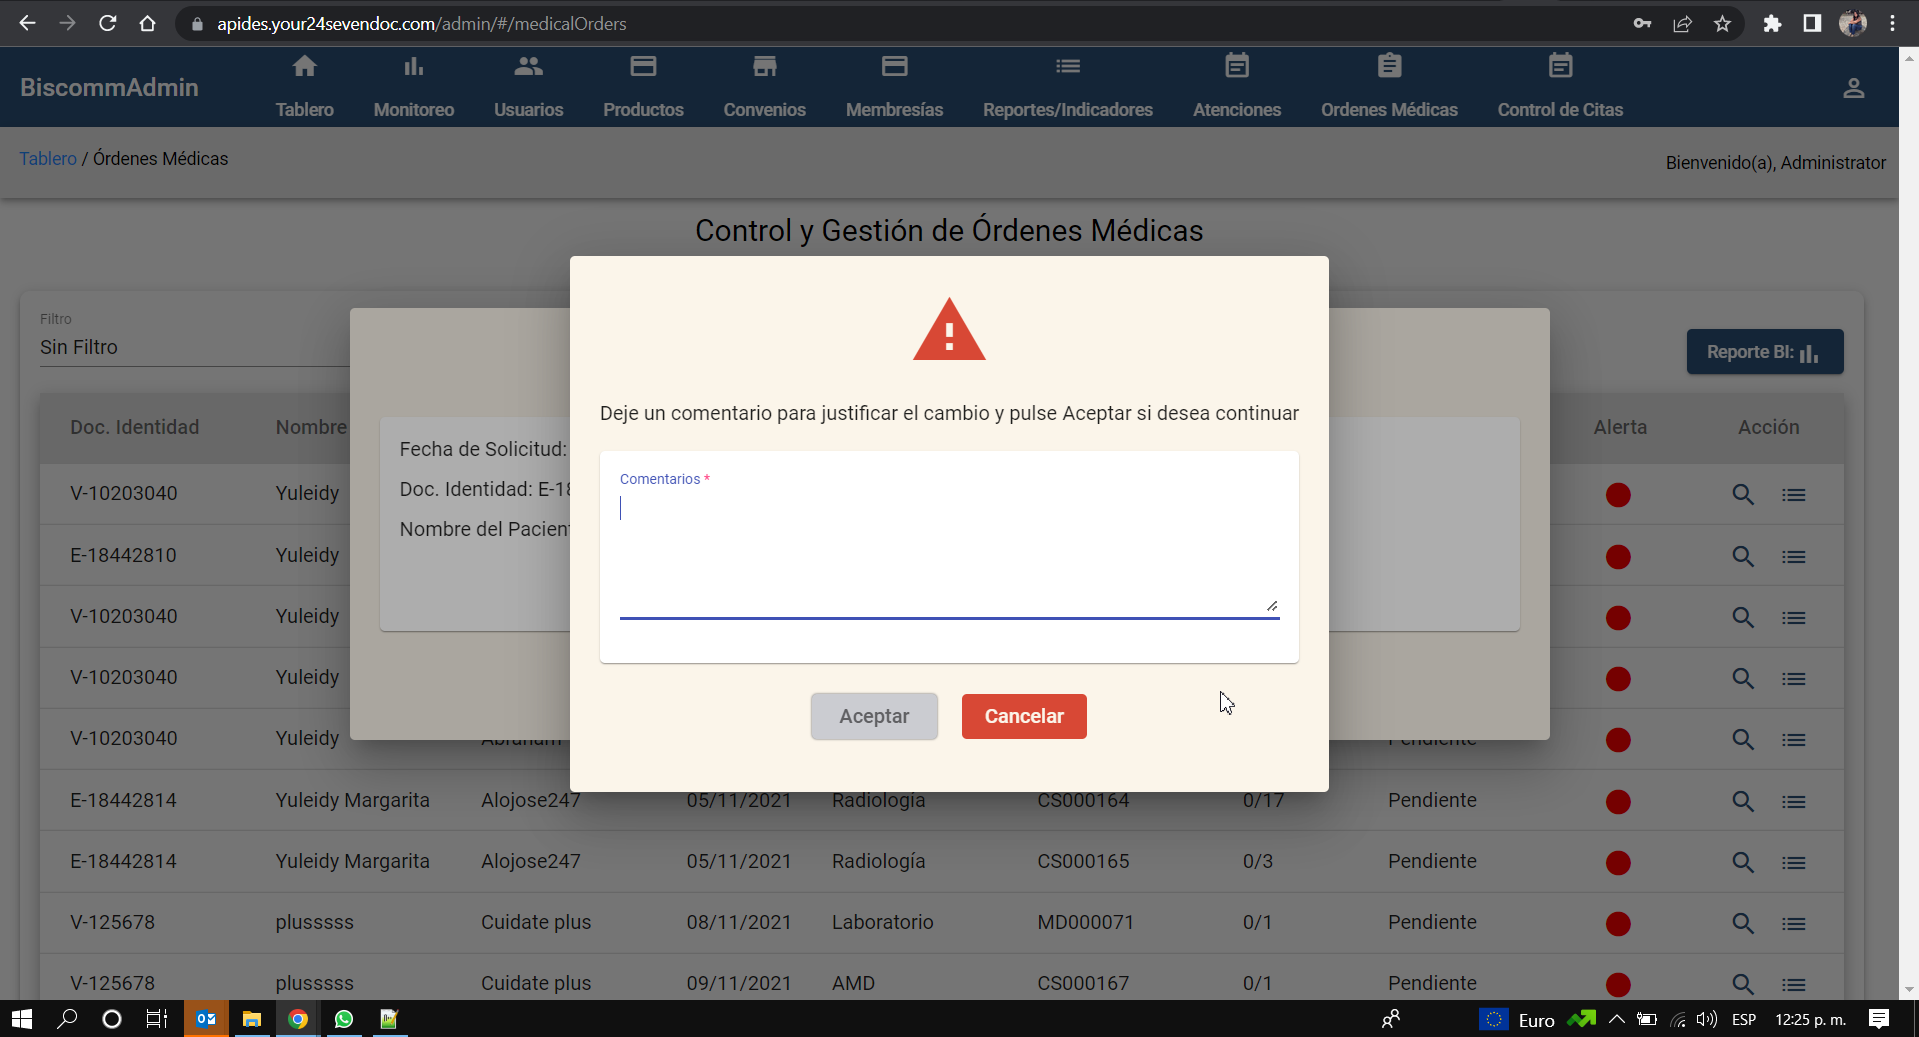 apides.your24sevendoc.com/admin/#/medicalOrders
BiscommAdmin
Tablero Monitoreo Usuarios Productos Convenios Membresías Reportes/Indicadores Atenciones Ordenes Médicas Control de Citas
Tablero / Órdenes Médicas
Bienvenido(a), Administrator
Control y Gestión de Órdenes Médicas
Filtro
Sin Filtro
Reporte BI:
Deje un comentario para justificar el cambio y pulse Aceptar si desea continuar
Comentarios *
Aceptar Cancelar
Fecha de Solicitud:
Doc. Identidad: E-18
Nombre del Pacien
Doc. Identidad Nombre Alerta Acción
V-10203040 Yuleidy
E-18442810 Yuleidy
V-10203040 Yuleidy
V-10203040 Yuleidy
V-10203040 Yuleidy Abraham Pendiente
E-18442814 Yuleidy Margarita Alojose247 05/11/2021 Radiología CS000164 0/17 Pendiente
E-18442814 Yuleidy Margarita Alojose247 05/11/2021 Radiología CS000165 0/3 Pendiente
V-125678 plusssss Cuidate plus 08/11/2021 Laboratorio MD000071 0/1 Pendiente
V-125678 plusssss Cuidate plus 09/11/2021 AMD CS000167 0/1 Pendiente
Euro ESP 12:25 p. m.